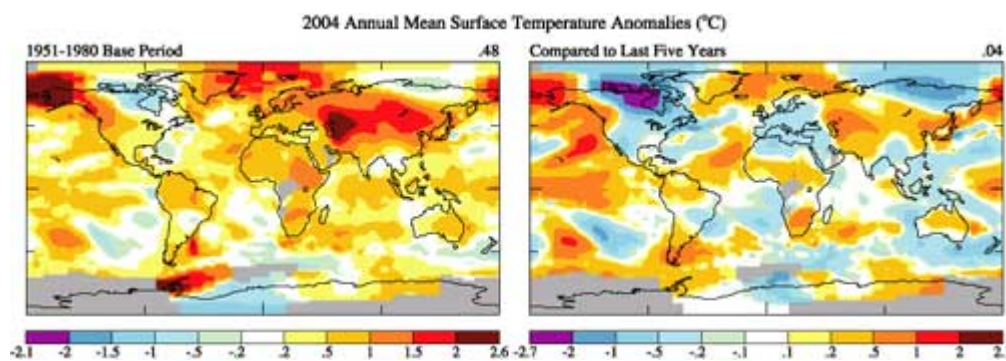 2004 Annual Mean Surface Temperature Anomalies (°C)
1951-1980 Base Period .48
Compared to Last Five Years .04
-2.1 -2 -1.5 -1 -.5 -.2 .2 .5 1 1.5 2 2.6
-2.7 -2 -1 -.5 -.2 -.1 .1 .2 .5 1 2